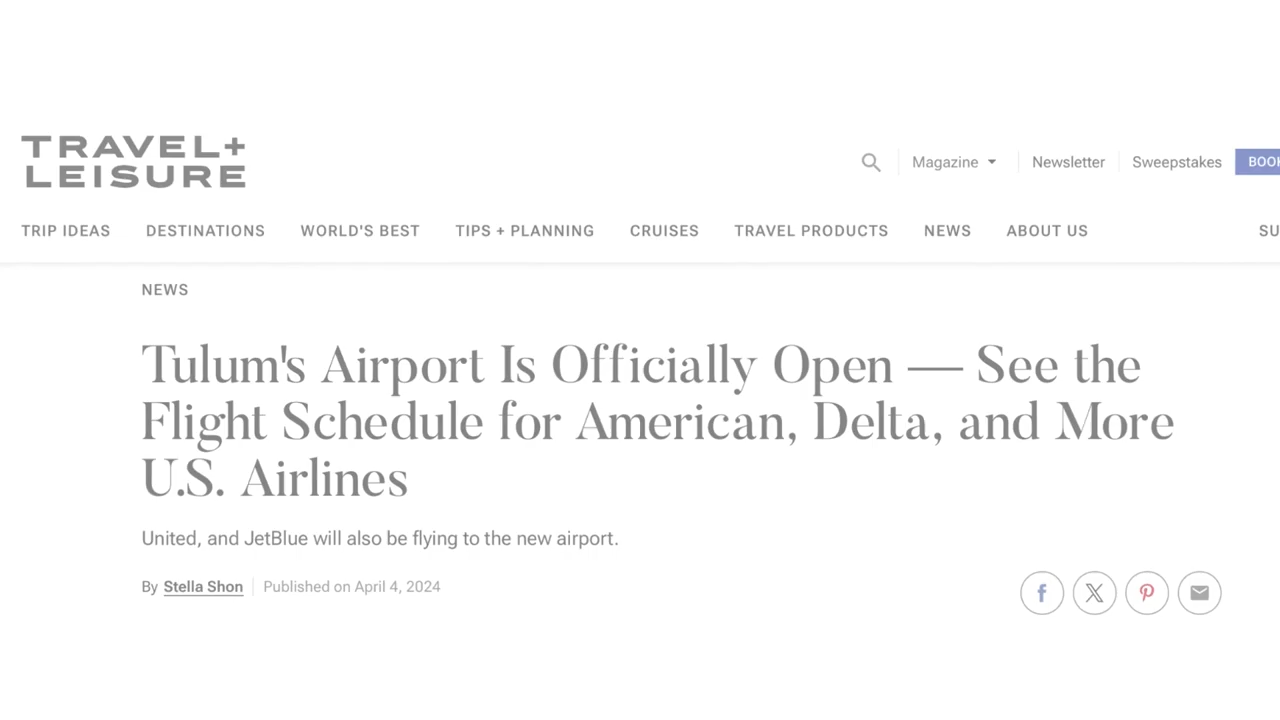 TRAVEL+
LEISURE
Magazine
Newsletter
Sweepstakes
BOOK
TRIP IDEAS
DESTINATIONS
WORLD'S BEST
TIPS + PLANNING
CRUISES
TRAVEL PRODUCTS
NEWS
ABOUT US
SU
NEWS
Tulum's Airport Is Officially Open — See the
Flight Schedule for American, Delta, and More
U.S. Airlines
United, and JetBlue will also be flying to the new airport.
By Stella Shon
Published on April 4, 2024